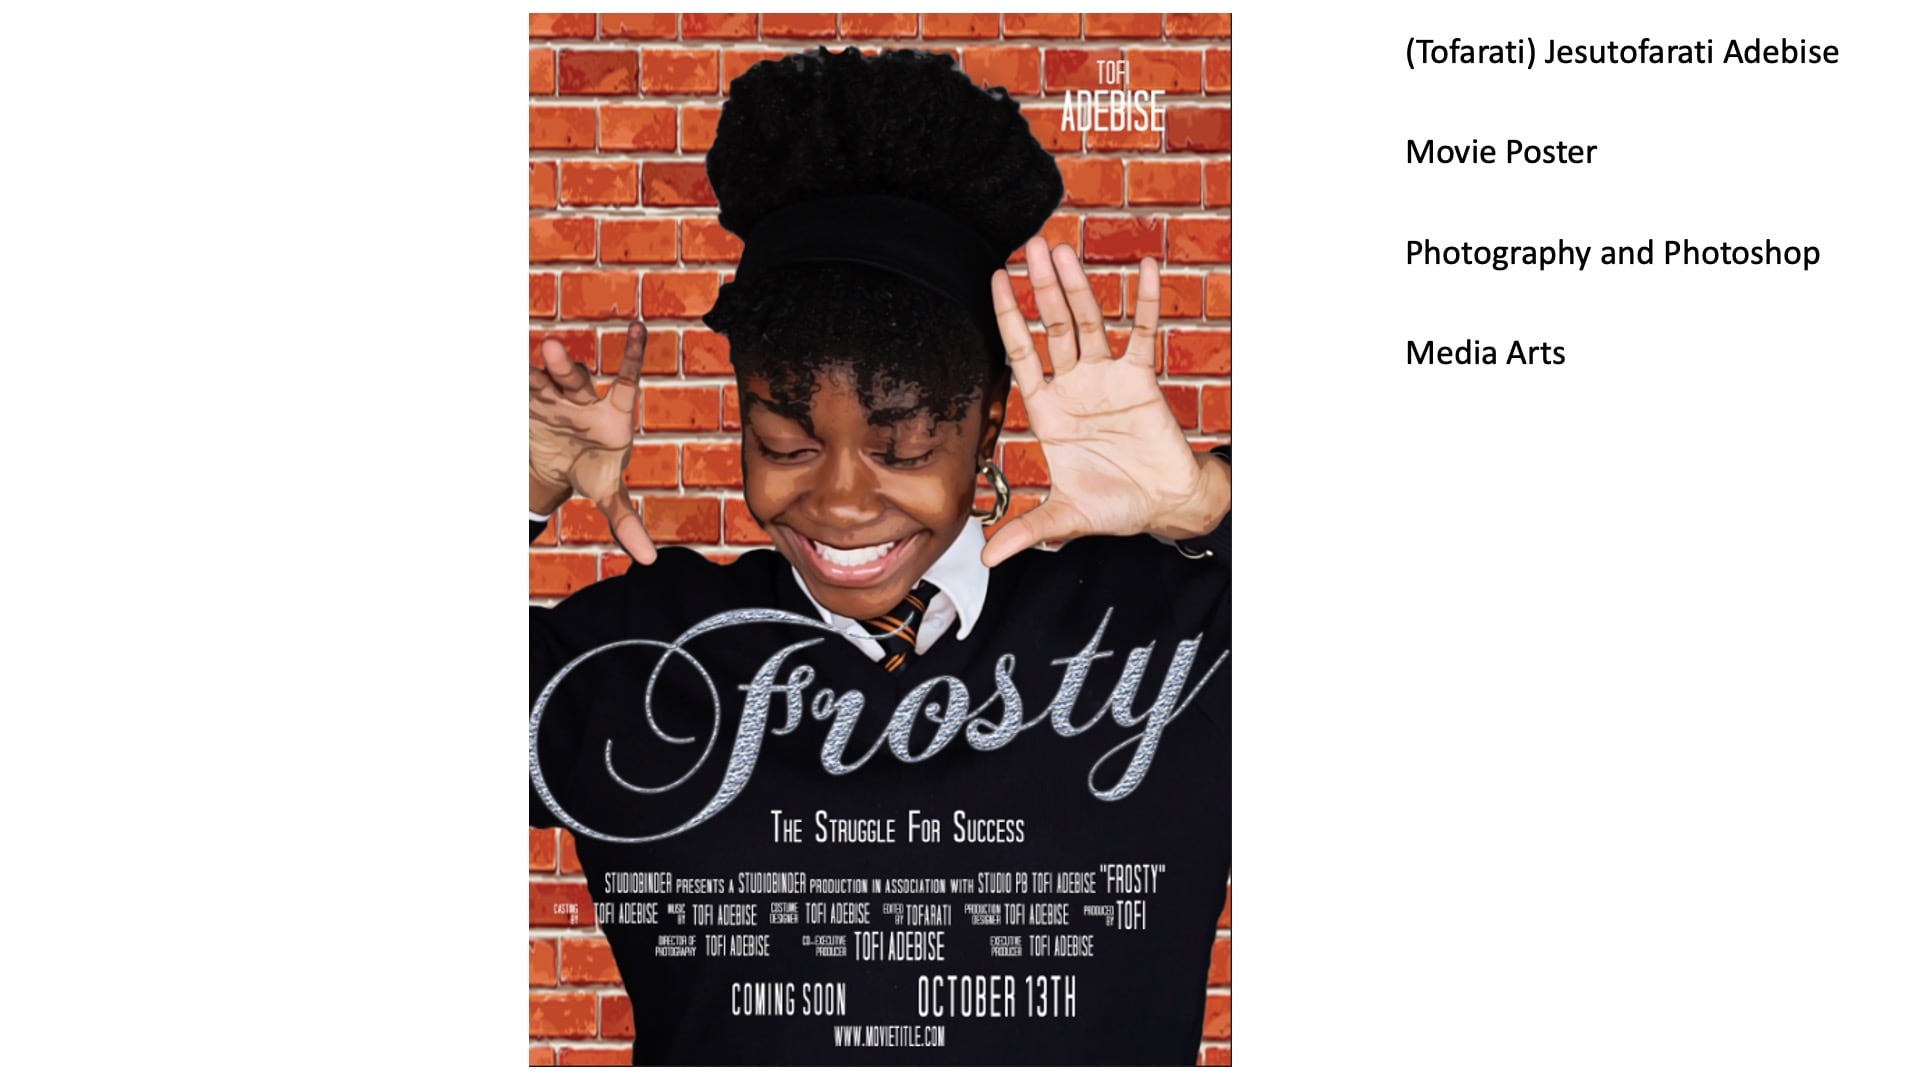 TOFI
ADEBISE
Frosty
THE STRUGGLE FOR SUCCESS
STUDIOBINDER PRESENTS A STUDIOBINDER PRODUCTION IN ASSOCIATION WITH STUDIO PB TOFI ADEBISE "FROSTY"
CASTING BY TOFI ADEBISE MUSIC BY TOFI ADEBISE COSTUME DESIGNER TOFI ADEBISE EDITED BY TOFARATI PRODUCTION DESIGNER TOFI ADEBISE PRODUCED BY TOFI
DIRECTOR OF PHOTOGRAPHY TOFI ADEBISE CO-EXECUTIVE PRODUCER TOFI ADEBISE EXECUTIVE PRODUCER TOFI ADEBISE
COMING SOON OCTOBER 13TH
WWW.MOVIETITLE.COM
(Tofarati) Jesutofarati Adebise
Movie Poster
Photography and Photoshop
Media Arts